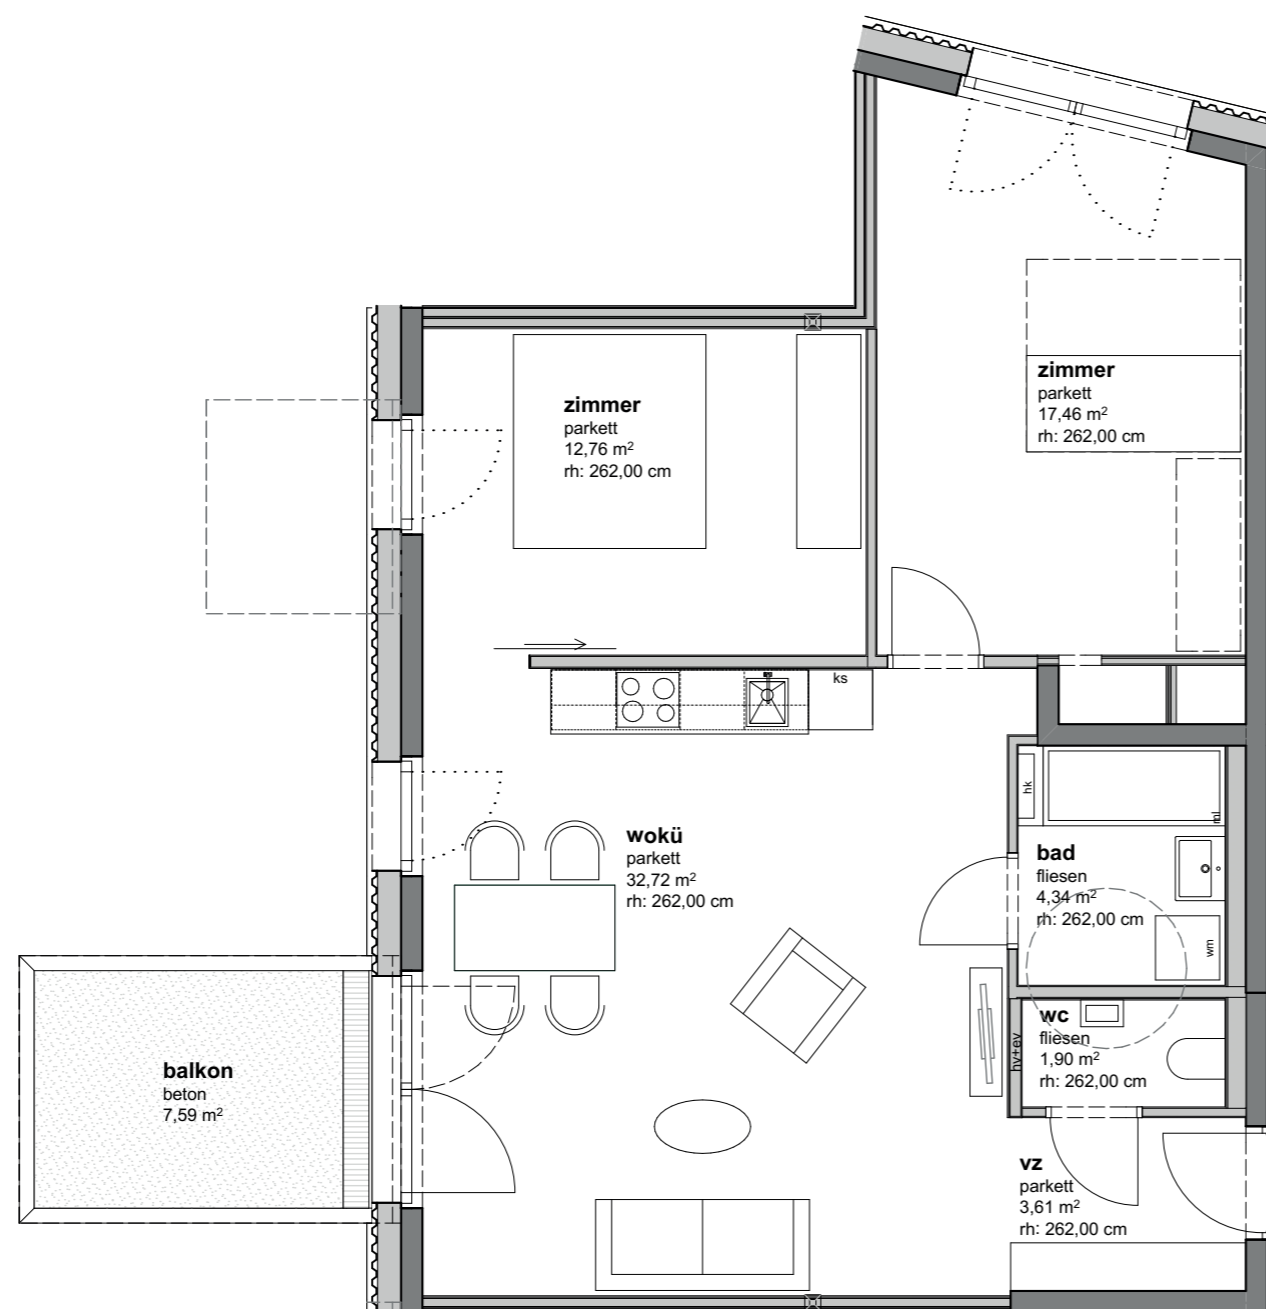 zimmer
parkett
17,46 m²
rh: 262,00 cm
zimmer
parkett
12,76 m²
rh: 262,00 cm
ks
hk
ml
wokü
parkett
32,72 m²
rh: 262,00 cm
bad
fliesen
4,34 m²
rh: 262,00 cm
wm
wc
fliesen
1,90 m²
rh: 262,00 cm
hv+ev
balkon
beton
7,59 m²
vz
parkett
3,61 m²
rh: 262,00 cm